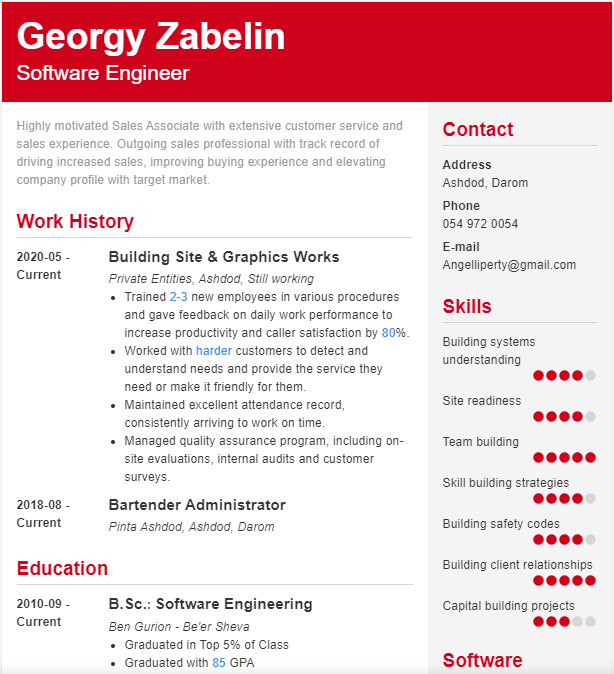 Georgy Zabelin
Software Engineer
Highly motivated Sales Associate with extensive customer service and
sales experience. Outgoing sales professional with track record of
driving increased sales, improving buying experience and elevating
company profile with target market.
Work History
2020-05 -
Current
Building Site & Graphics Works
Private Entities, Ashdod, Still working
Trained 2-3 new employees in various procedures
and gave feedback on daily work performance to
increase productivity and caller satisfaction by 80%.
Worked with harder customers to detect and
understand needs and provide the service they
need or make it friendly for them.
Maintained excellent attendance record,
consistently arriving to work on time.
Managed quality assurance program, including on-
site evaluations, internal audits and customer
surveys.
2018-08 -
Current
Bartender Administrator
Pinta Ashdod, Ashdod, Darom
Education
2010-09 -
Current
B.Sc.: Software Engineering
Ben Gurion - Be'er Sheva
Graduated in Top 5% of Class
Graduated with 85 GPA
Contact
Address
Ashdod, Darom
Phone
054 972 0054
E-mail
Angelliperty@gmail.com
Skills
Building systems
understanding
Site readiness
Team building
Skill building strategies
Building safety codes
Building client relationships
Capital building projects
Software